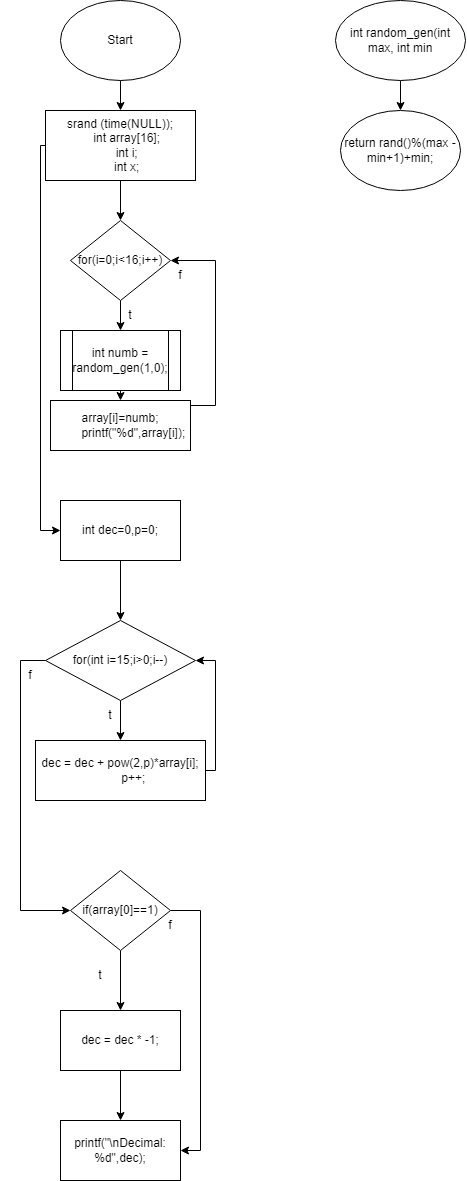 Start
srand (time(NULL));
int array[16];
int i;
int x;
for(i=0;i<16;i++)
f
t
int numb =
random_gen(1,0);
array[i]=numb;
printf("%d",array[i]);
int dec=0,p=0;
for(int i=15;i>0;i--)
f
t
dec = dec + pow(2,p)*array[i];
p++;
if(array[0]==1)
f
t
dec = dec * -1;
printf("\nDecimal:
%d",dec);
int random_gen(int
max, int min
return rand()%(max -
min+1)+min;